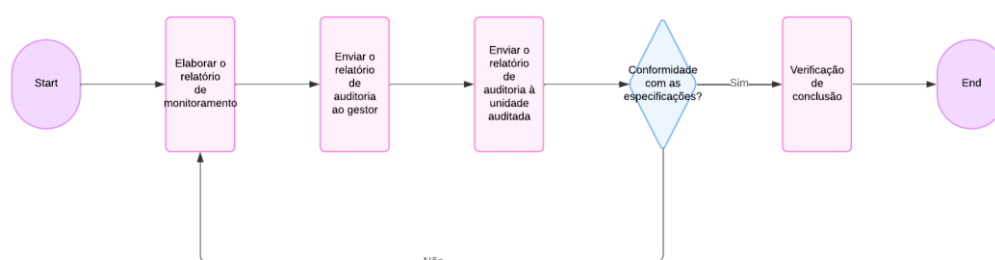 Start
Elaborar o
relatório
de
monitoramento
Enviar o
relatório
de
auditoria
ao gestor
Enviar o
relatório
de
auditoria à
unidade
auditada
Conformidade
com as
especificações?
Sim
Verificação
de
conclusão
End
Não